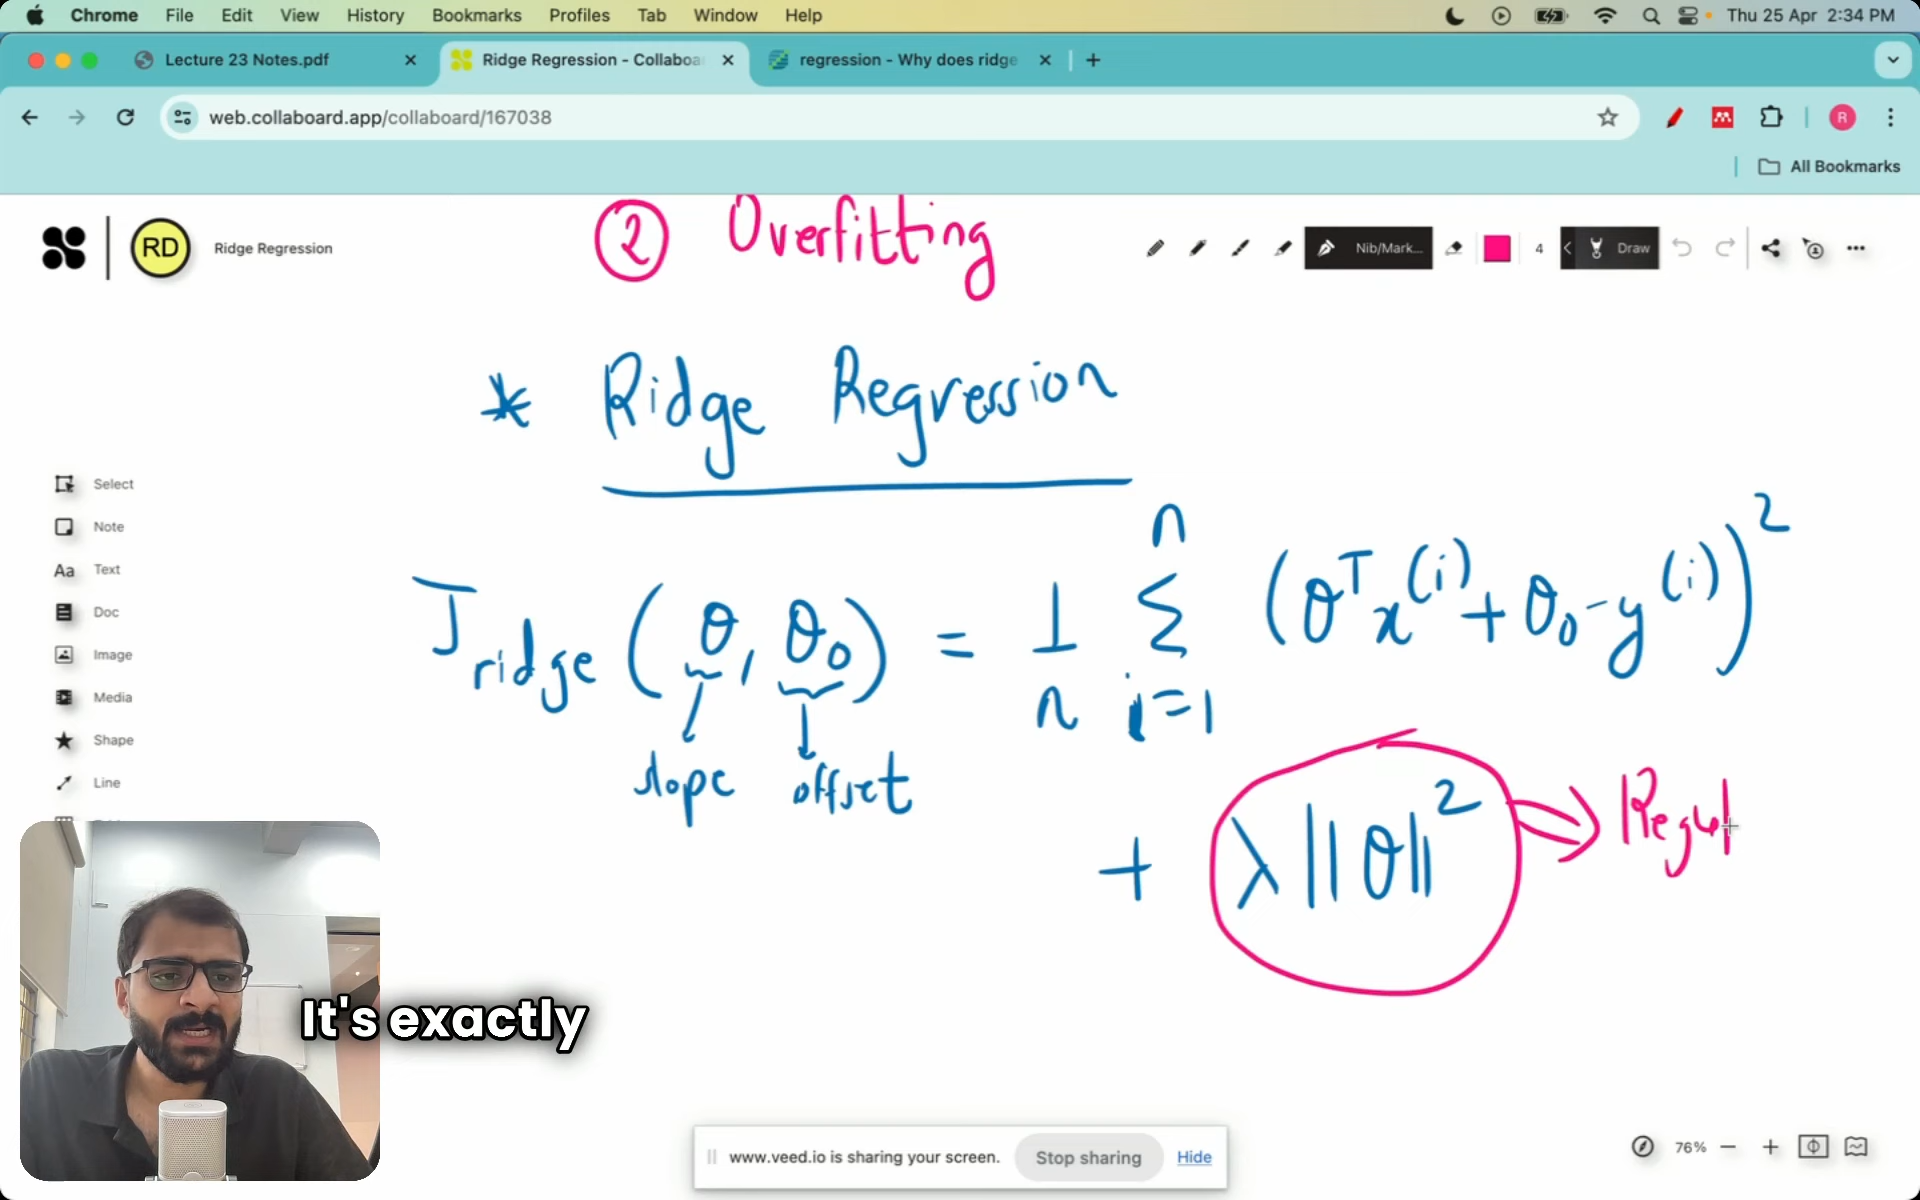 Chrome File Edit View History Bookmarks Profiles Tab Window Help Thu 25 Apr 2:34 PM
Lecture 23 Notes.pdf Ridge Regression - Collaboa regression - Why does ridge
web.collaboard.app/collaboard/167038 R
All Bookmarks
② Overfitting
RD Ridge Regression Nib/Mark... 4 Draw
* Ridge Regression
Select
Note
Aa Text
Doc
Image
Media
Shape
Line
J ridge (θ, θ₀) = 1/n Σ i=1 n (θᵀx⁽ⁱ⁾ + θ₀ - y⁽ⁱ⁾)²
slope offset
+ λ||θ||² Regul
It's exactly
www.veed.io is sharing your screen. Stop sharing Hide
76%